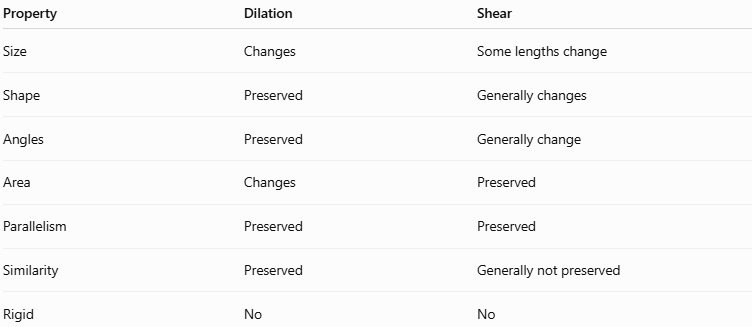 Property Dilation Shear
Size Changes Some lengths change
Shape Preserved Generally changes
Angles Preserved Generally change
Area Changes Preserved
Parallelism Preserved Preserved
Similarity Preserved Generally not preserved
Rigid No No